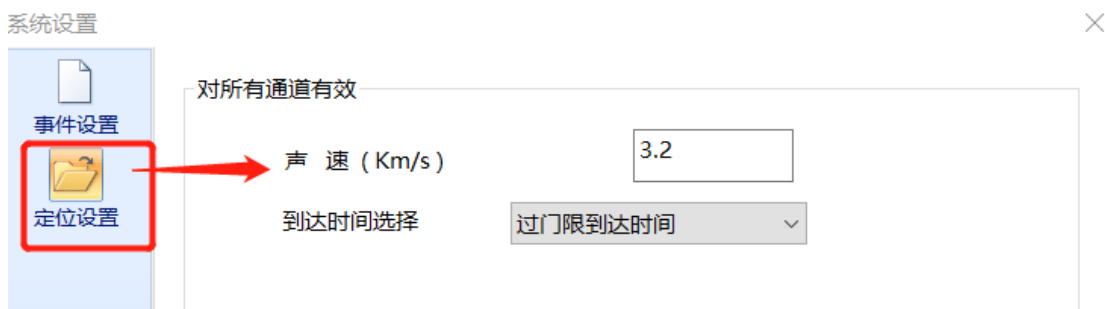 系统设置
事件设置
定位设置
对所有通道有效
声 速 ( Km/s )
3.2
到达时间选择
过门限到达时间